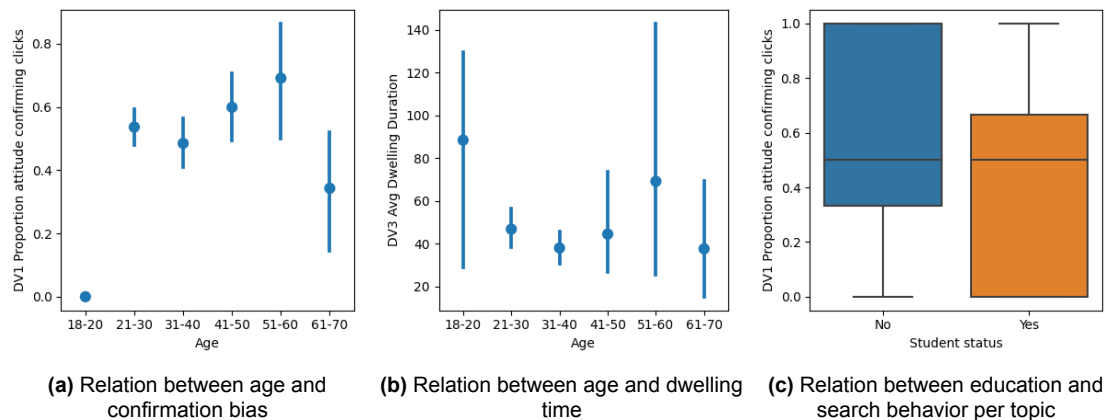 DV1 Proportion attitude confirming clicks
0.8
0.6
0.4
0.2
0.0
18-20 21-30 31-40 41-50 51-60 61-70
Age
(a) Relation between age and
confirmation bias
DV3 Avg Dwelling Duration
140
120
100
80
60
40
20
18-20 21-30 31-40 41-50 51-60 61-70
Age
(b) Relation between age and dwelling
time
DV1 Proportion attitude confirming clicks
1.0
0.8
0.6
0.4
0.2
0.0
No Yes
Student status
(c) Relation between education and
search behavior per topic